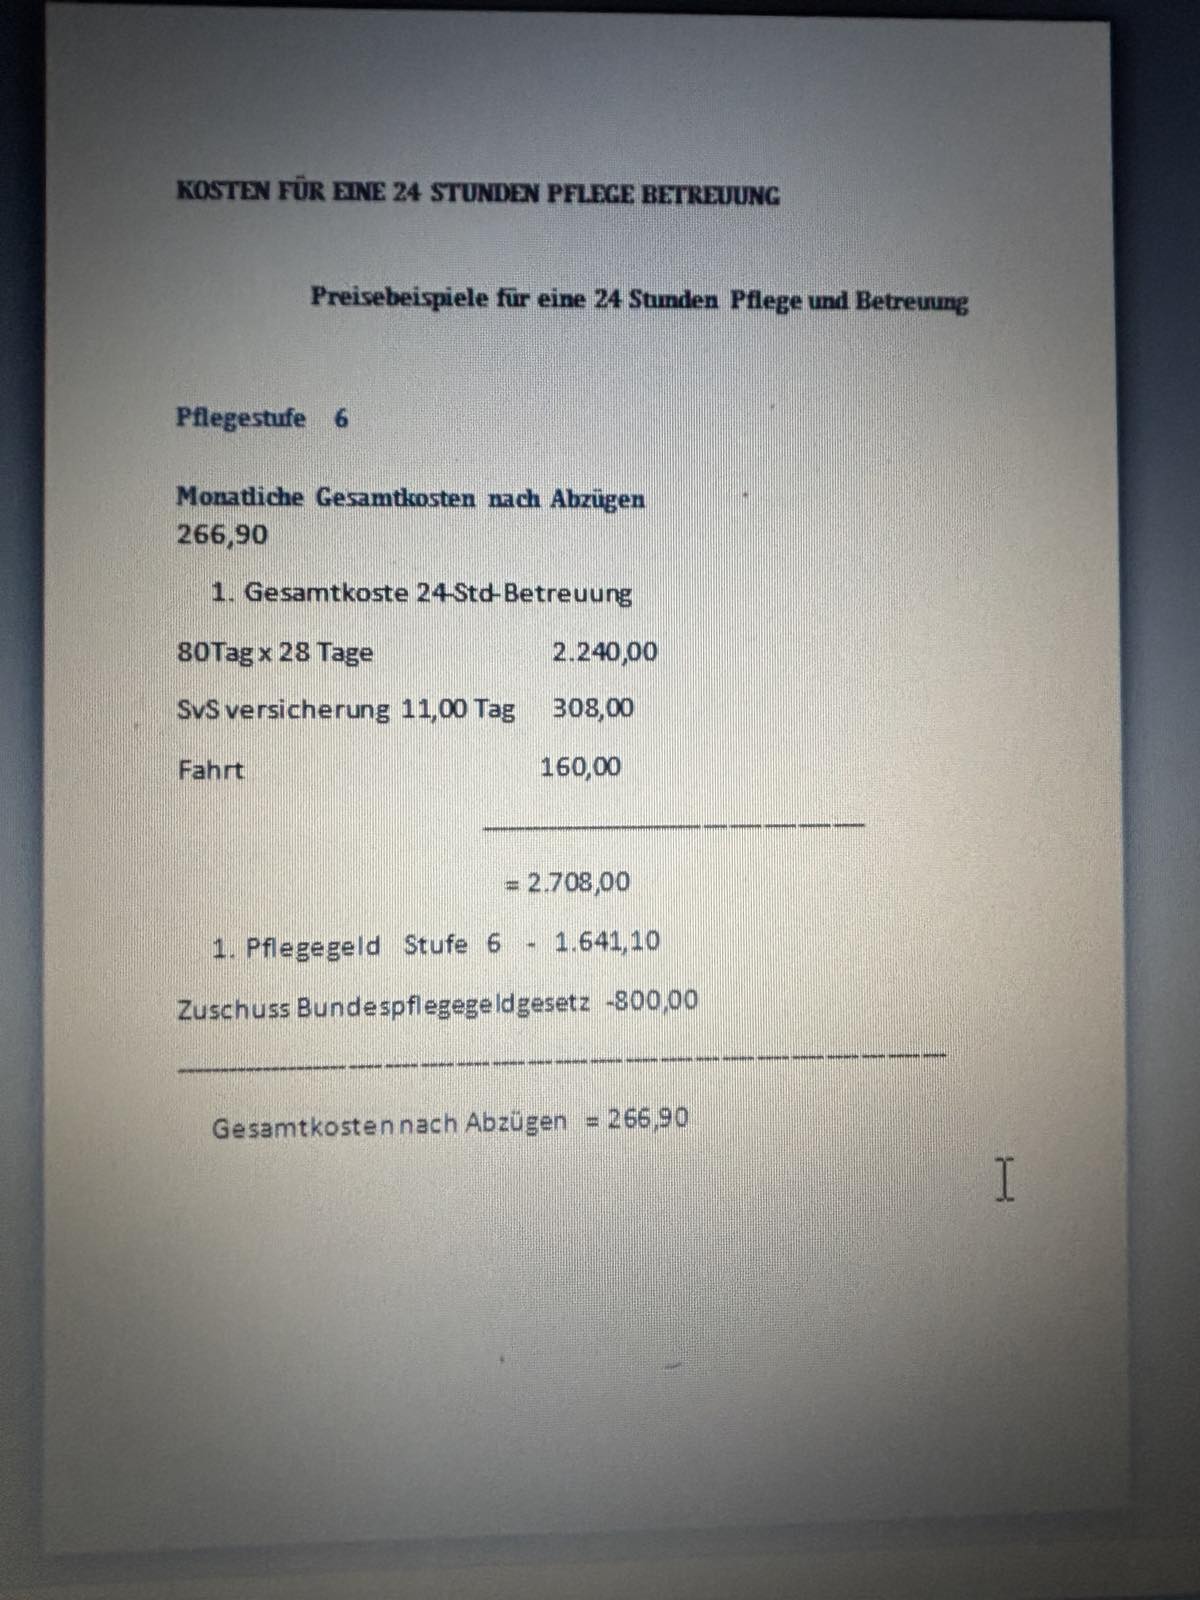 KOSTEN FÜR EINE 24 STUNDEN PFLEGE BETREUUNG
Preisebeispiele für eine 24 Stunden Pflege und Betreuung
Pflegestufe 6
Monatliche Gesamtkosten nach Abzügen
266,90
1. Gesamtkoste 24-Std-Betreuung
80Tag x 28 Tage 2.240,00
SvS versicherung 11,00 Tag 308,00
Fahrt 160,00
= 2.708,00
1. Pflegegeld Stufe 6 - 1.641,10
Zuschuss Bundespflegegeldgesetz -800,00
Gesamtkosten nach Abzügen = 266,90